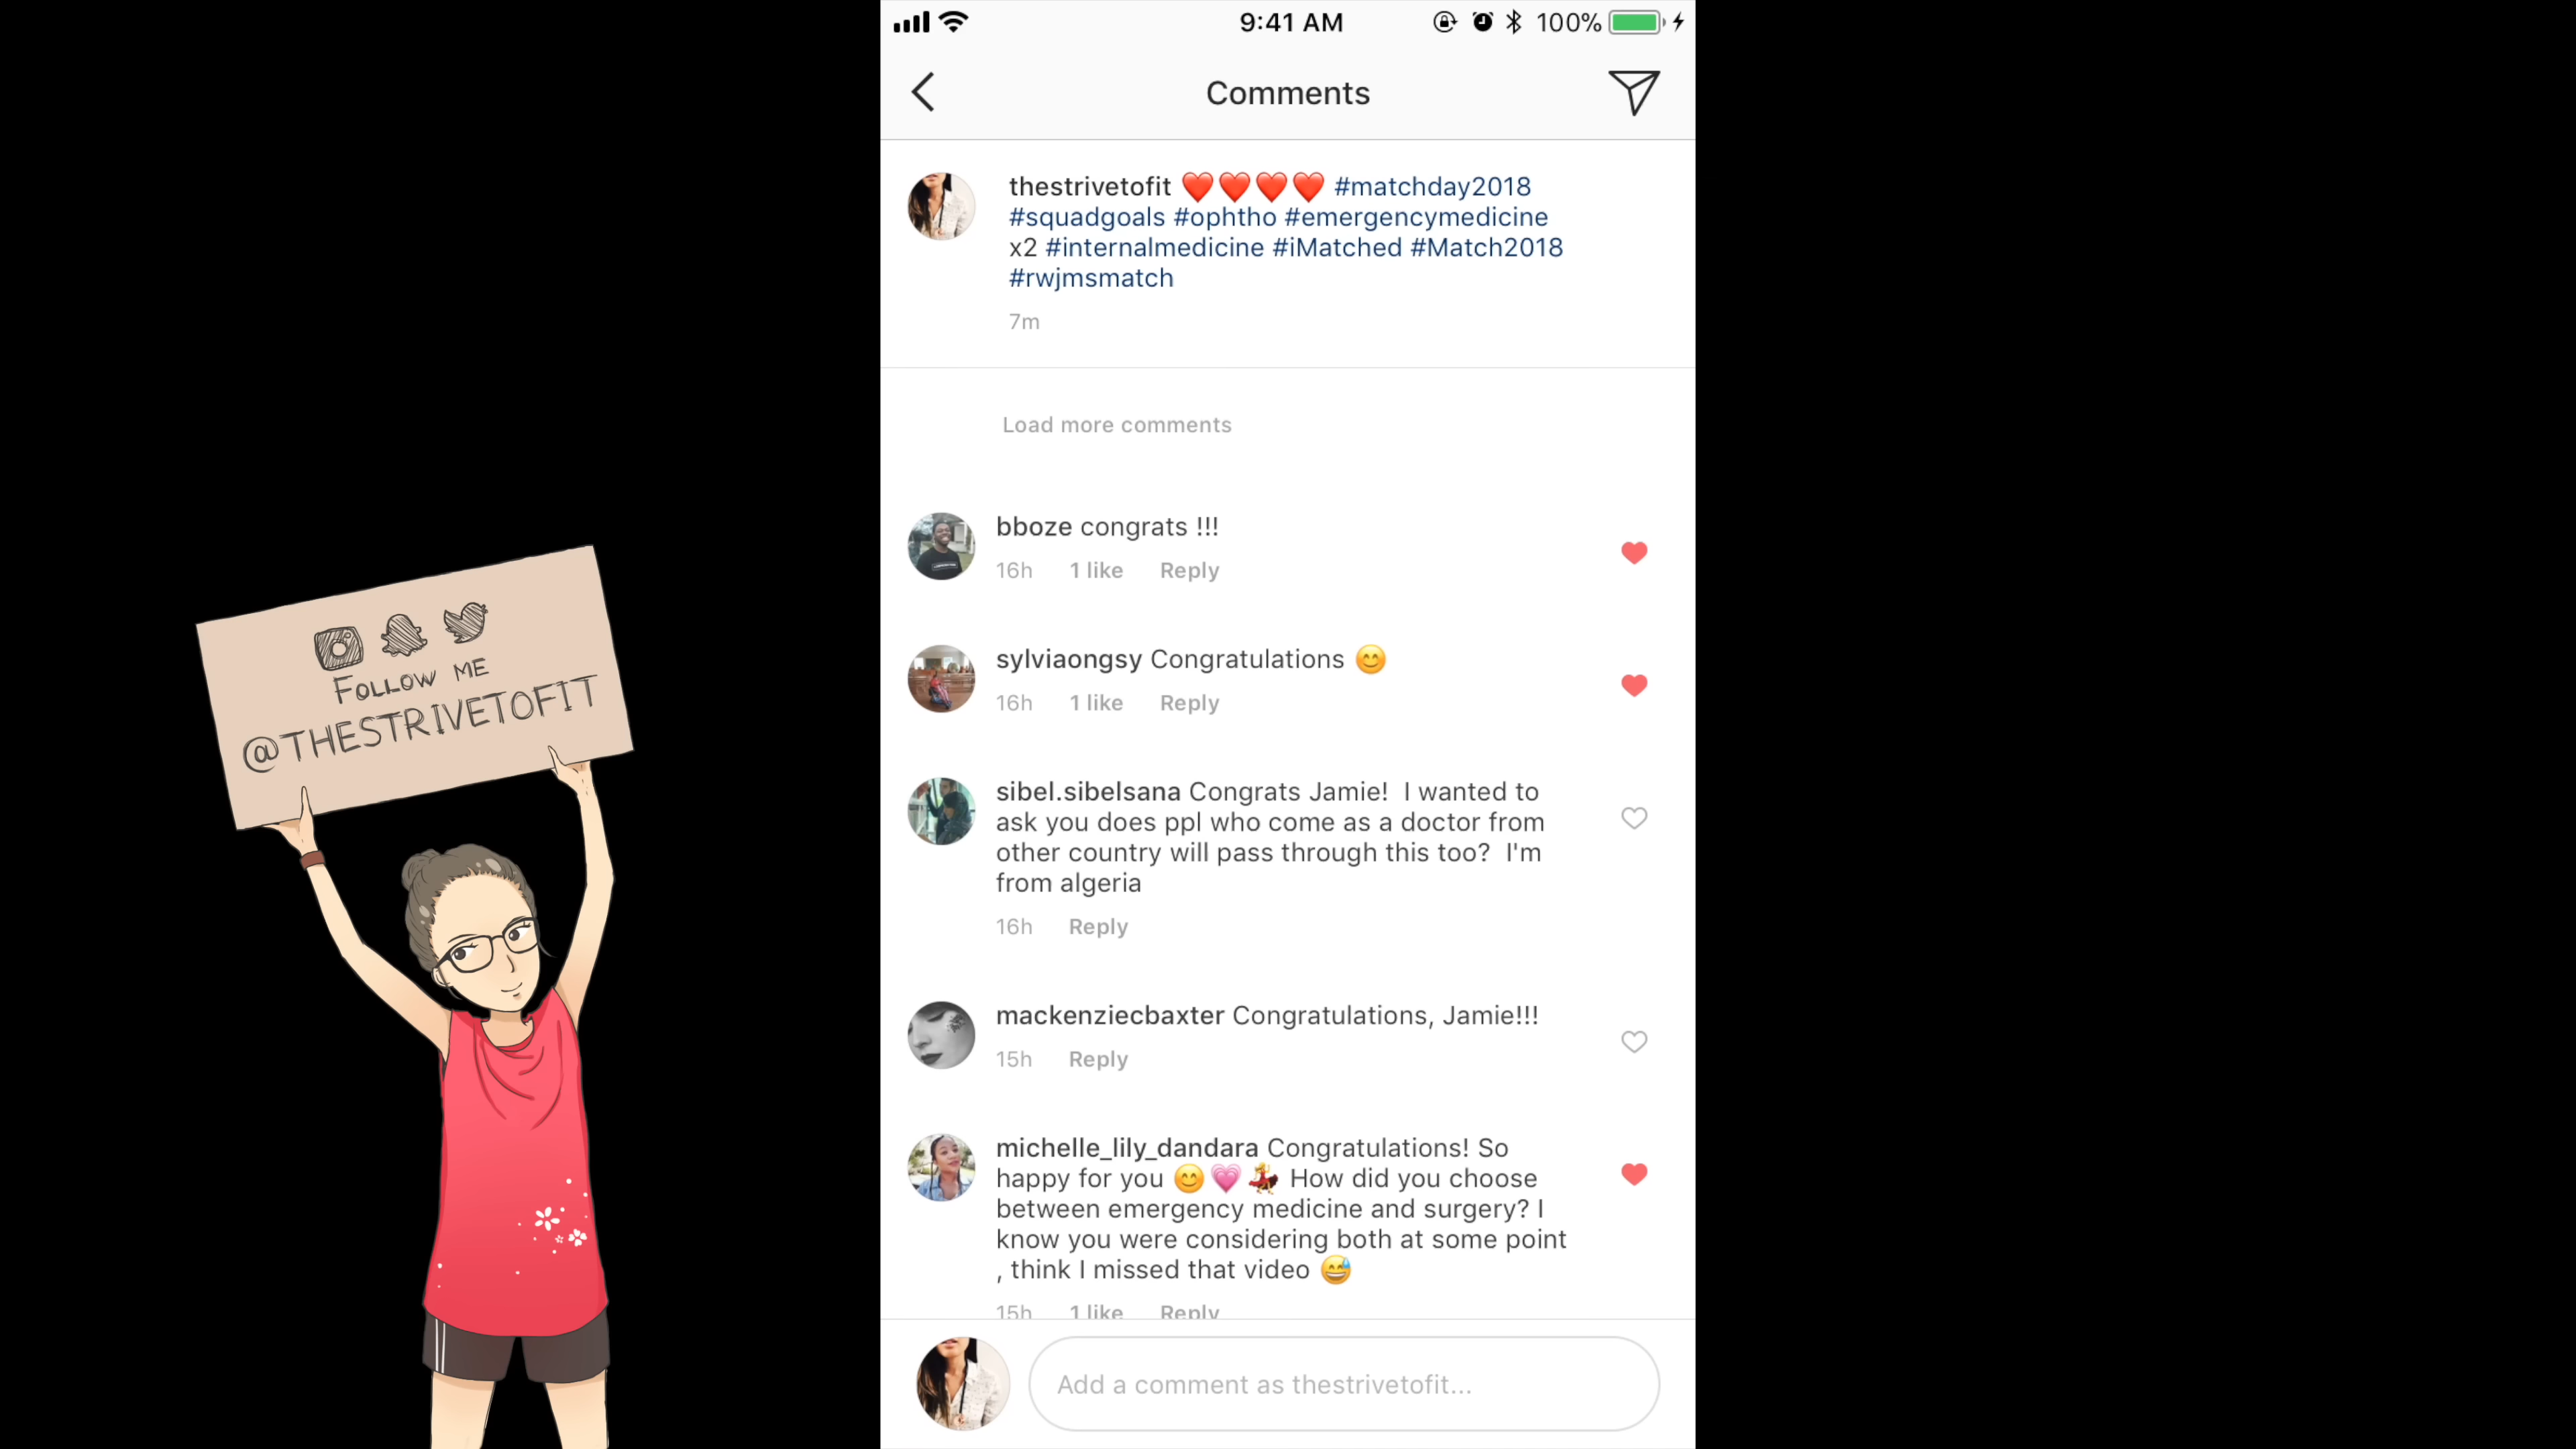 9:41 AM
100%
Comments
thestrivetofit ❤️❤️❤️❤️ #matchday2018
#squadgoals #ophtho #emergencymedicine
x2 #internalmedicine #iMatched #Match2018
#rwjmsmatch
7m
Load more comments
bboze congrats !!!
16h 1 like Reply
sylviaongsy Congratulations 😊
16h 1 like Reply
sibel.sibelsana Congrats Jamie! I wanted to
ask you does ppl who come as a doctor from
other country will pass through this too? I'm
from algeria
16h Reply
mackenziecbaxter Congratulations, Jamie!!!
15h Reply
michelle_lily_dandara Congratulations! So
happy for you 😊💗💃 How did you choose
between emergency medicine and surgery? I
know you were considering both at some point
, think I missed that video 😅
15h 1 like Reply
Add a comment as thestrivetofit...
FOLLOW ME
@THESTRIVETOFIT